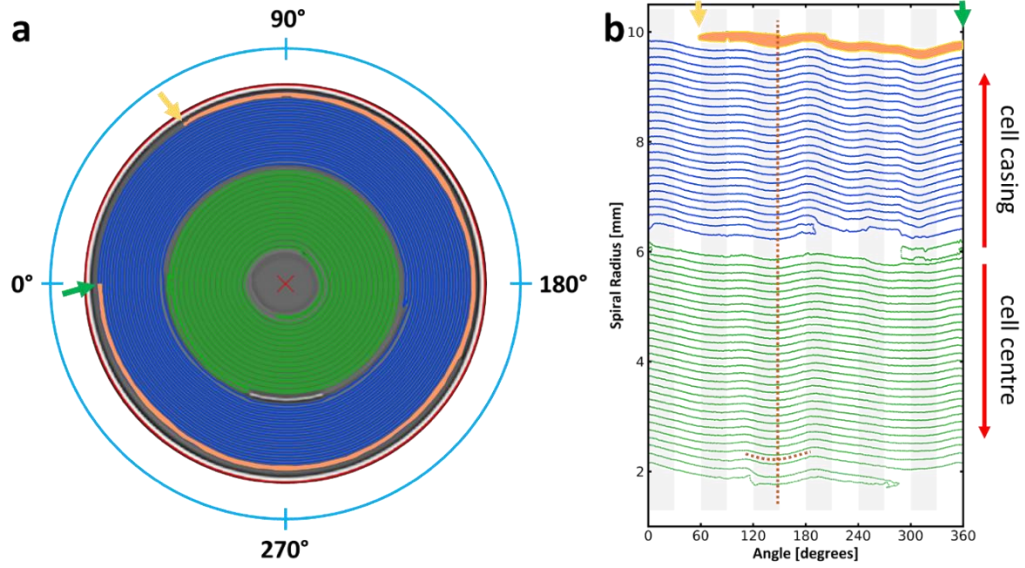 a
90°
0°
180°
270°
b
10
8
6
4
2
Spiral Radius [mm]
0 60 120 180 240 300 360
Angle [degrees]
cell casing
cell centre